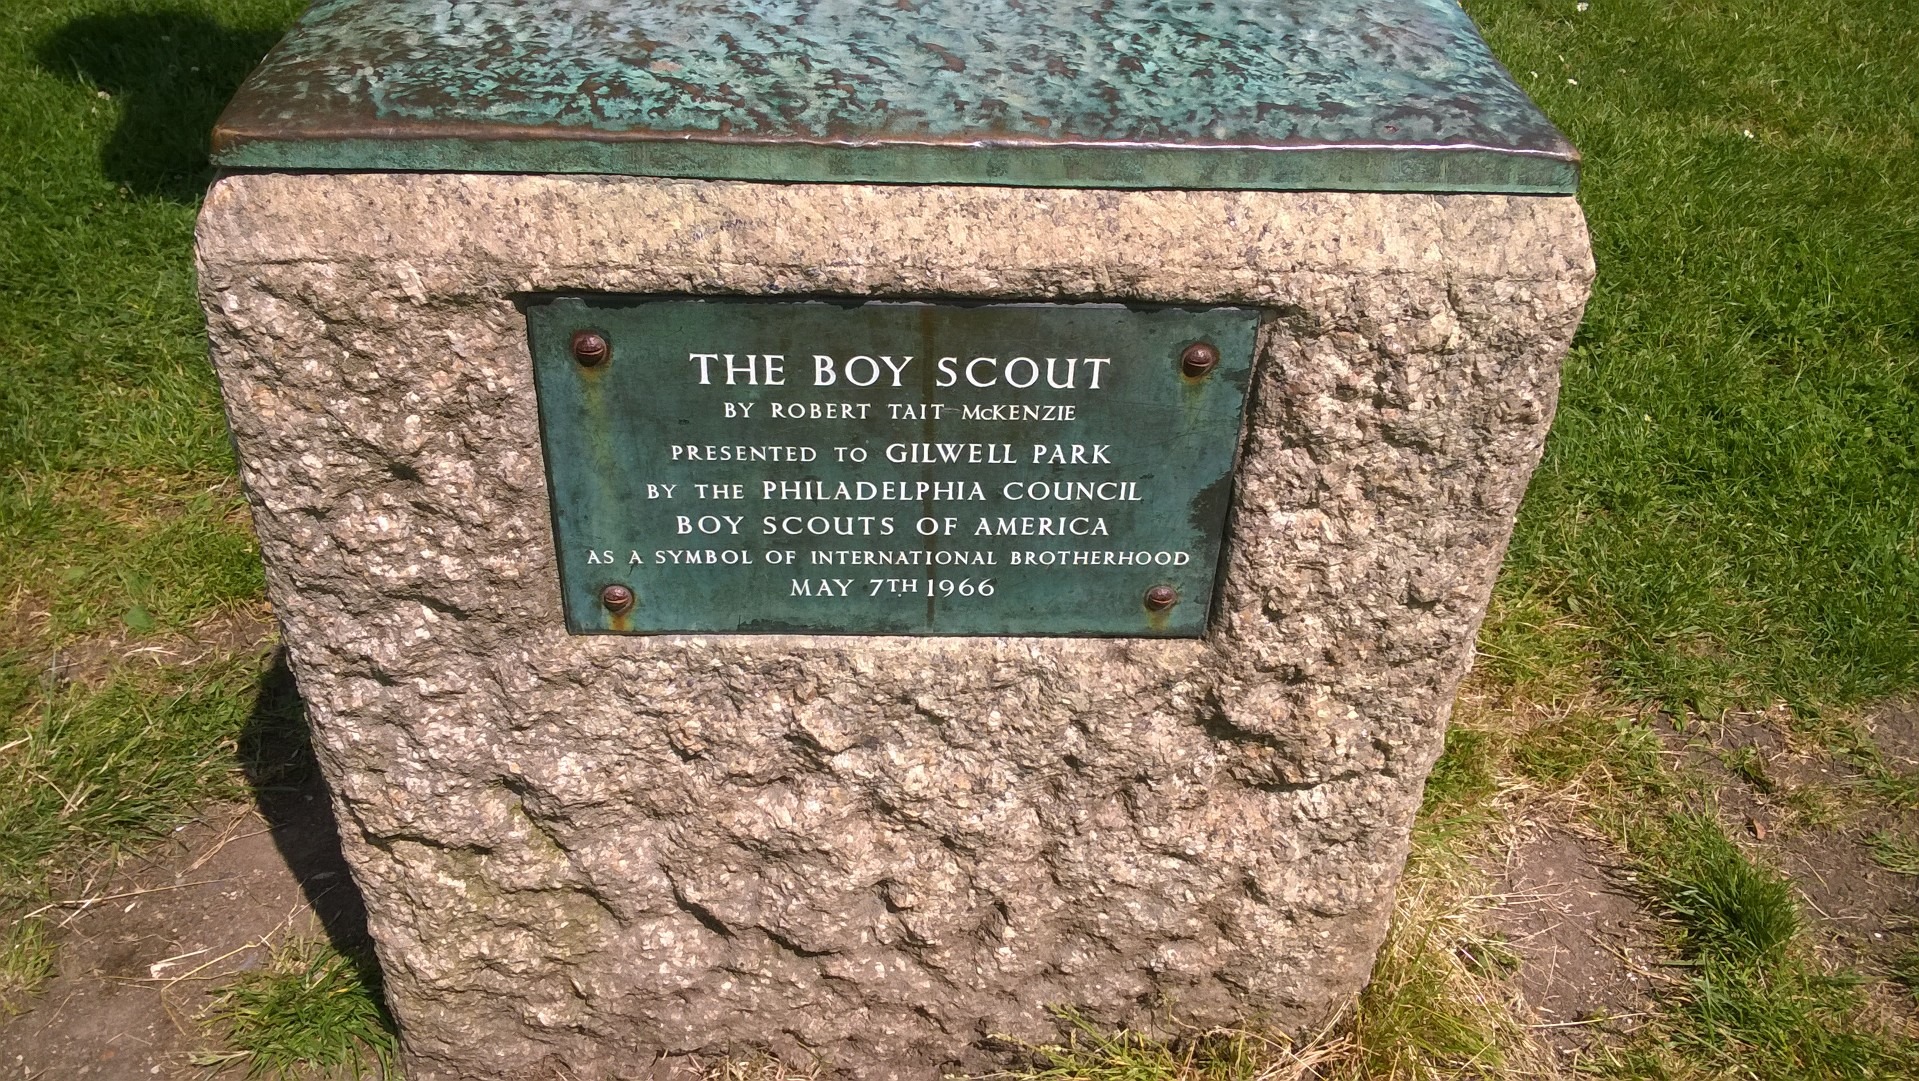 THE BOY SCOUT
BY ROBERT TAIT McKENZIE
PRESENTED TO GILWELL PARK
BY THE PHILADELPHIA COUNCIL
BOY SCOUTS OF AMERICA
AS A SYMBOL OF INTERNATIONAL BROTHERHOOD
MAY 7TH 1966